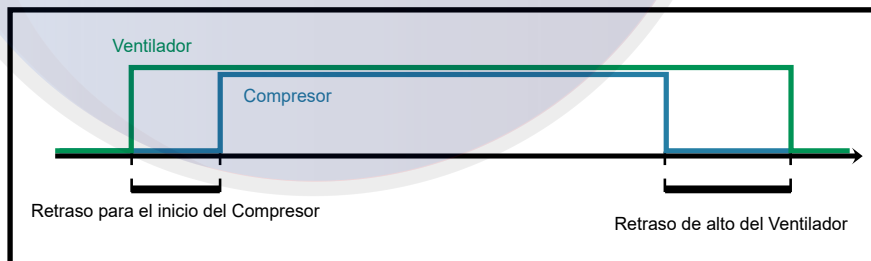 Ventilador
Compresor
Retraso para el inicio del Compresor
Retraso de alto del Ventilador